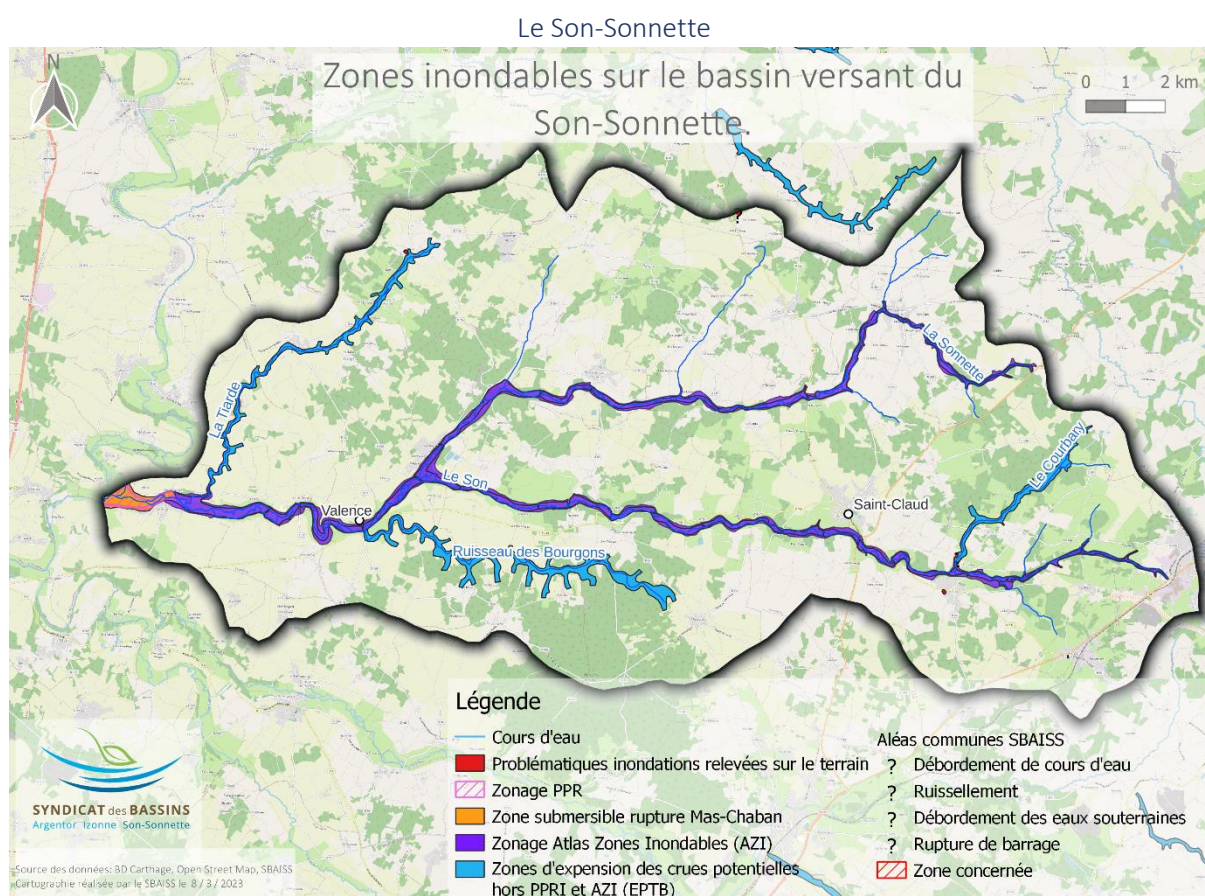 Le Son-Sonnette
Zones inondables sur le bassin versant du
Son-Sonnette.
N
0 1 2 km
La Tiarde
La Sonnette
Le Courbary
Le Son
Valence
Saint-Claud
Ruisseau des Bourgons
?
Légende
Cours d'eau
Problématiques inondations relevées sur le terrain
Zonage PPR
Zone submersible rupture Mas-Chaban
Zonage Atlas Zones Inondables (AZI)
Zones d'expension des crues potentielles
hors PPRI et AZI (EPTB)
Aléas communes SBAISS
? Débordement de cours d'eau
? Ruissellement
? Débordement des eaux souterraines
? Rupture de barrage
Zone concernée
SYNDICAT des BASSINS
Argentor Izonne Son-Sonnette
Source des données: BD Carthage, Open Street Map, SBAISS
Cartographie réalisée par le SBAISS le 8 / 3 / 2023